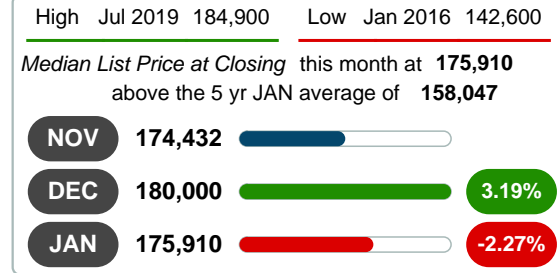 High Jul 2019 184,900 Low Jan 2016 142,600
Median List Price at Closing this month at 175,910
above the 5 yr JAN average of 158,047
NOV 174,432
DEC 180,000 3.19%
JAN 175,910 -2.27%